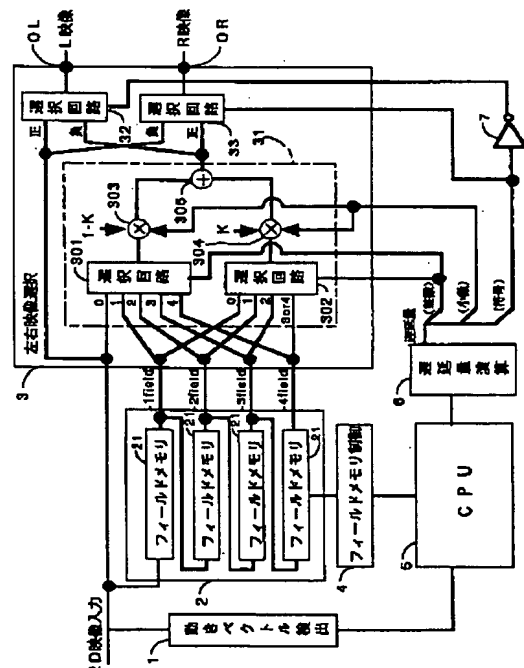 2D映像入力
1
動きベクトル検出
2
フィールドメモリ
21
フィールドメモリ
21
フィールドメモリ
21
フィールドメモリ
21
4
フィールドメモリ制御
5
CPU
6
遅延量演算
遅延量
(整数)
(小数)
(符号)
7
-1field
-2field
-3field
-4field
3
左右映像選択
0
1
2
3
4
301
選択回路
0
1
2
3or4
選択回路
302
1-K
303
304
K
305
31
正
負
選択回路
32
負
正
選択回路
33
OL
L映像
R映像
OR